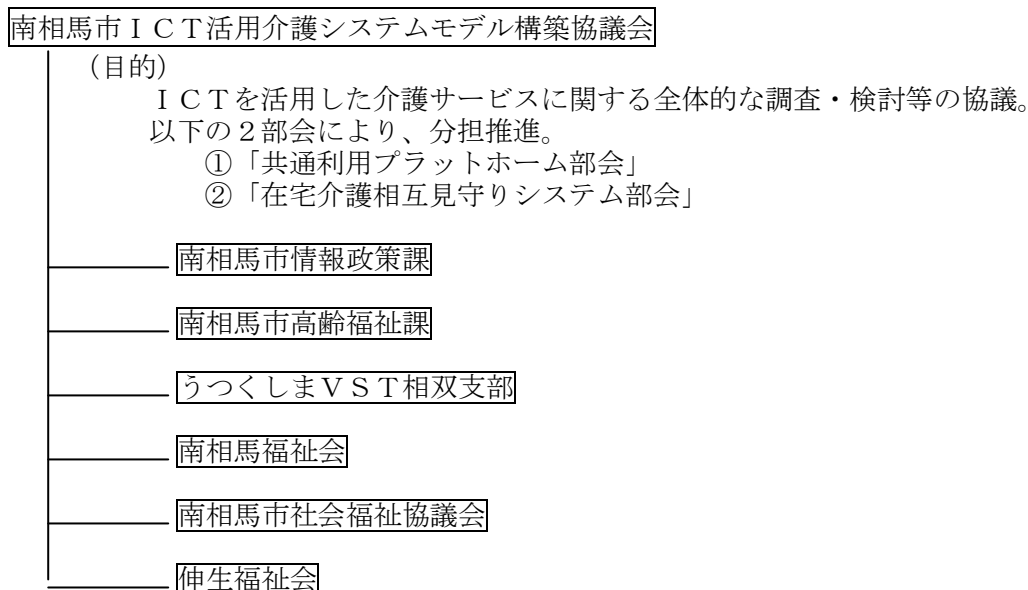 南相馬市ＩＣＴ活用介護システムモデル構築協議会
（目的）
ＩＣＴを活用した介護サービスに関する全体的な調査・検討等の協議。
以下の２部会により、分担推進。
①「共通利用プラットホーム部会」
②「在宅介護相互見守りシステム部会」
南相馬市情報政策課
南相馬市高齢福祉課
うつくしまＶＳＴ相双支部
南相馬福祉会
南相馬市社会福祉協議会
伸生福祉会